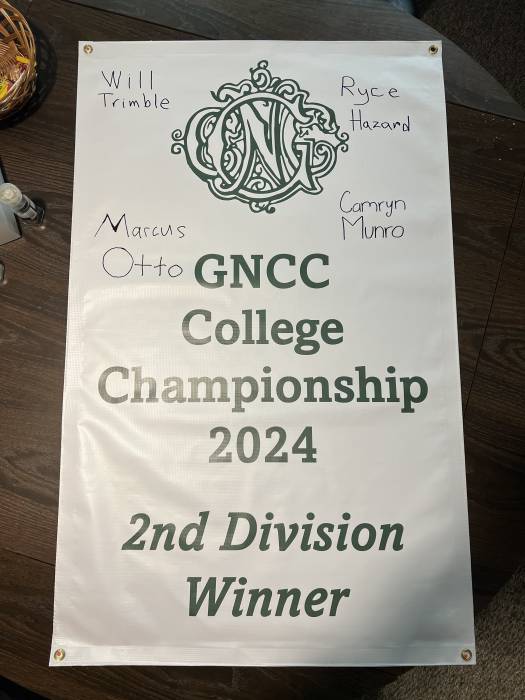 Will
Trimble
Ryce
Hazard
Marcus
Otto
Camryn
Munro
GNCC
College
Championship
2024
2nd Division
Winner